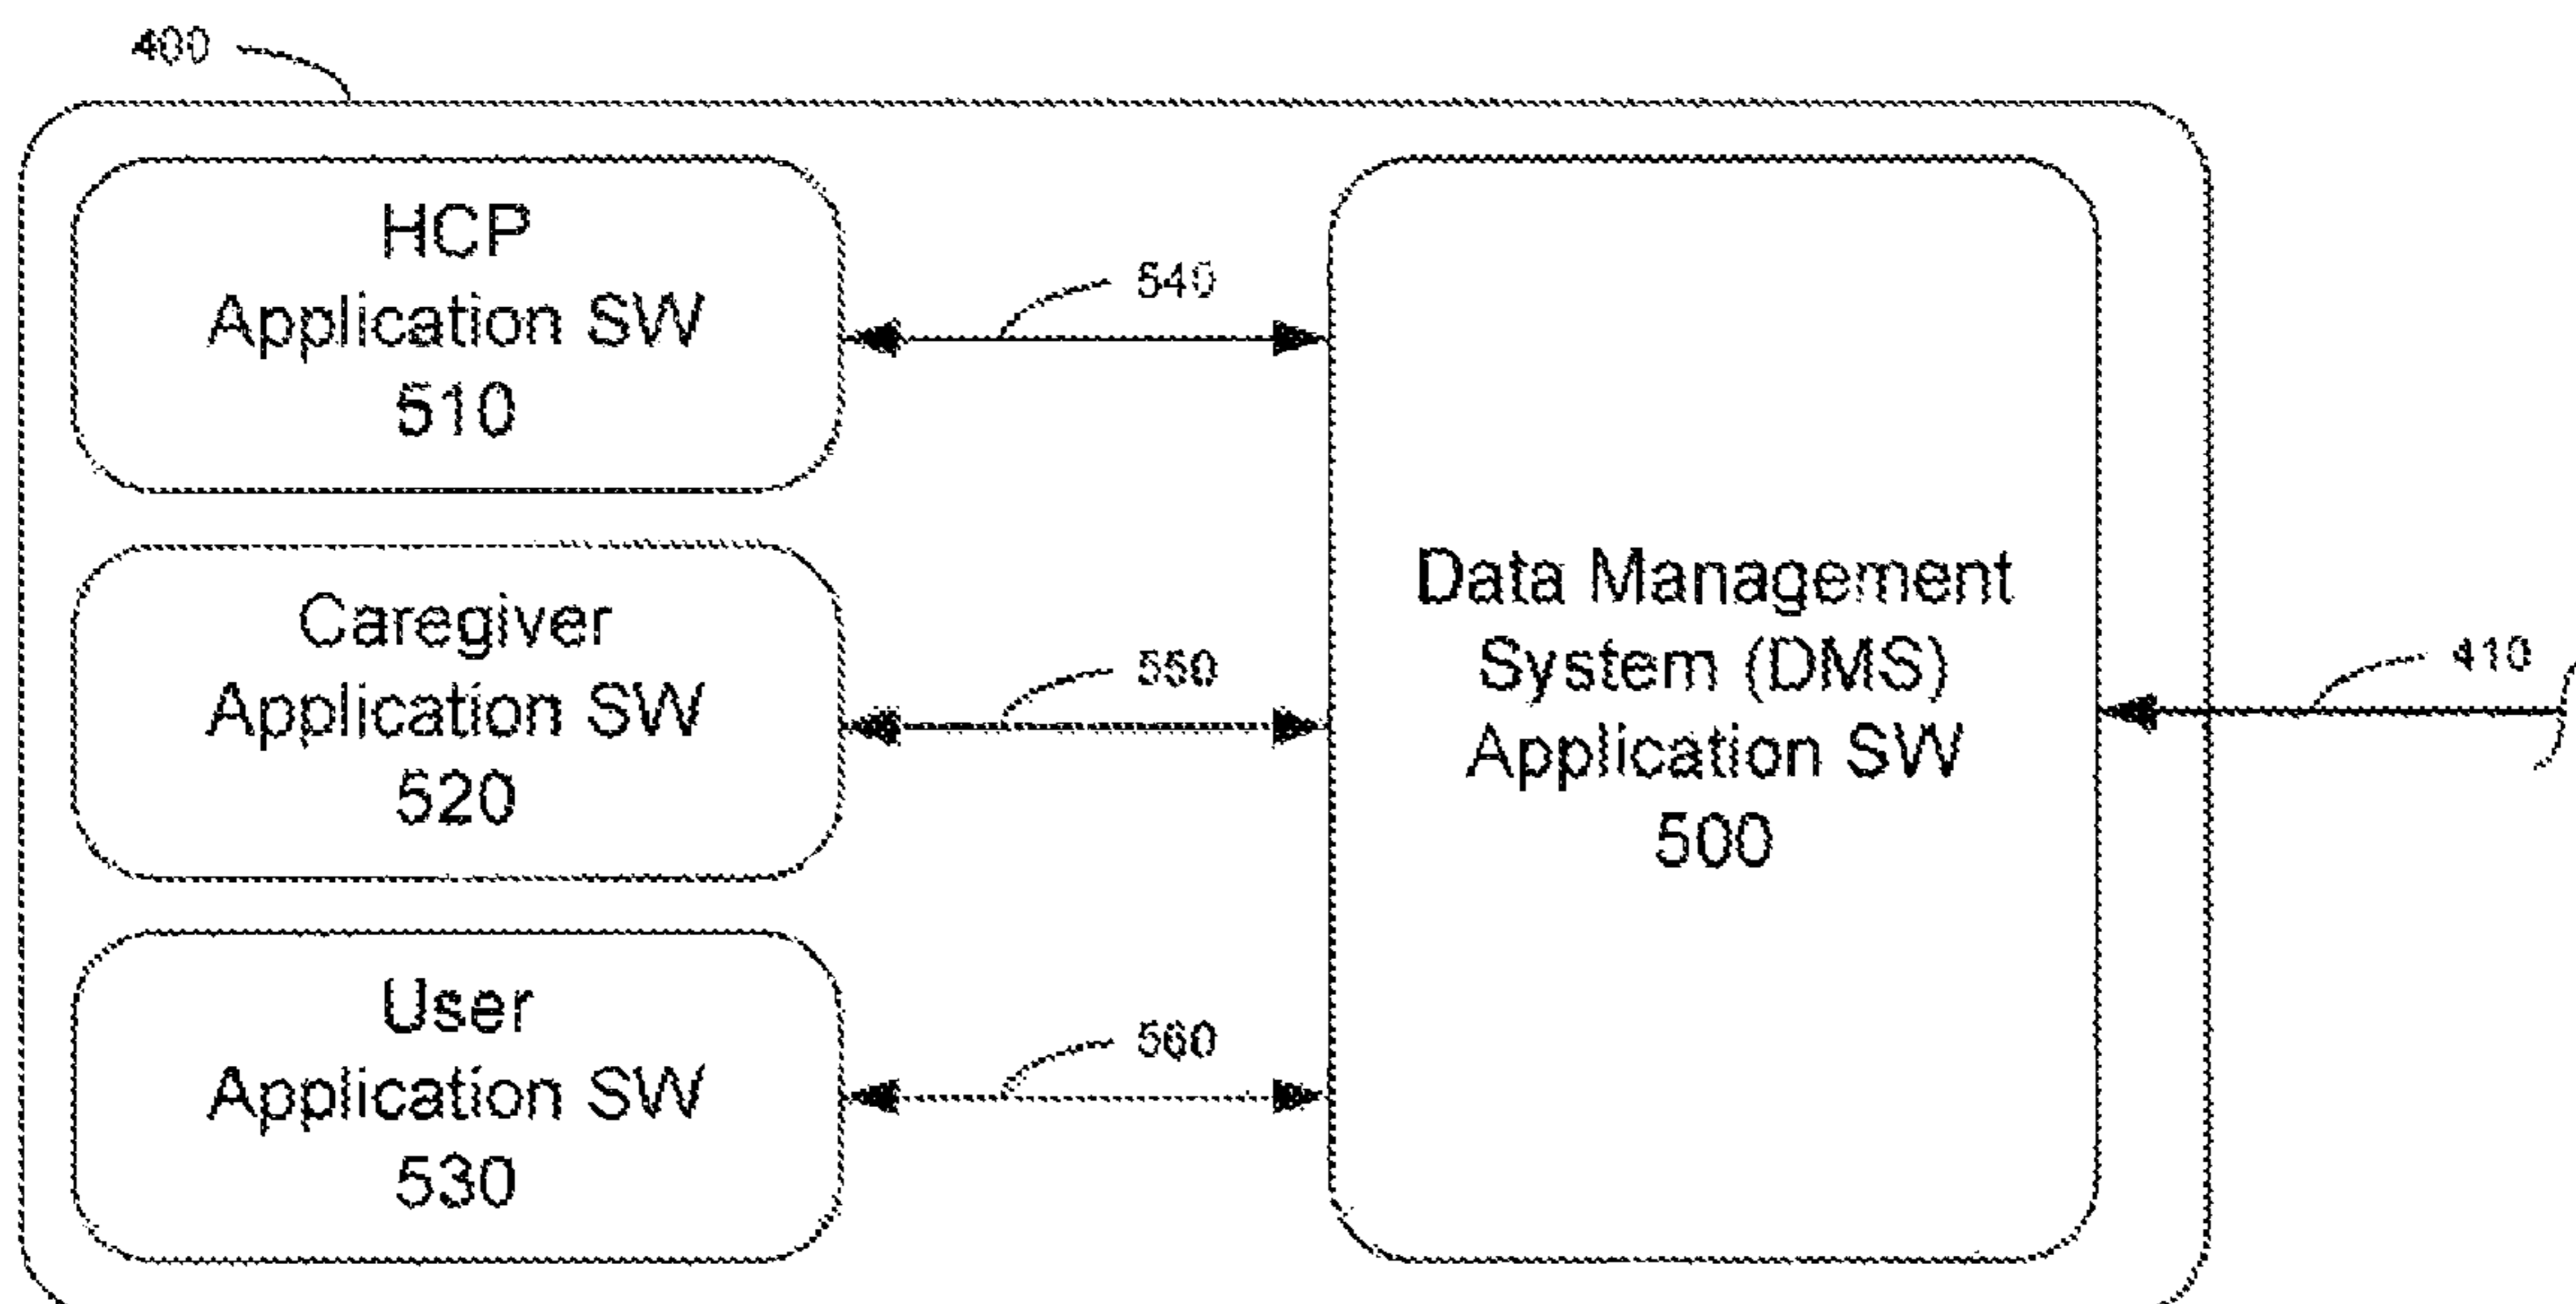 400
HCP
Application SW
510
540
Caregiver
Application SW
520
550
Data Management
System (DMS)
Application SW
500
410
User
Application SW
530
560